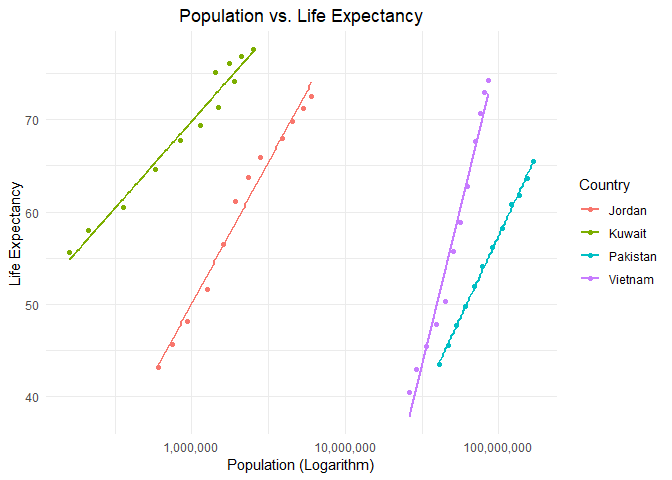 Population vs. Life Expectancy
Life Expectancy
70
60
50
40
1,000,000
10,000,000
100,000,000
Population (Logarithm)
Country
Jordan
Kuwait
Pakistan
Vietnam